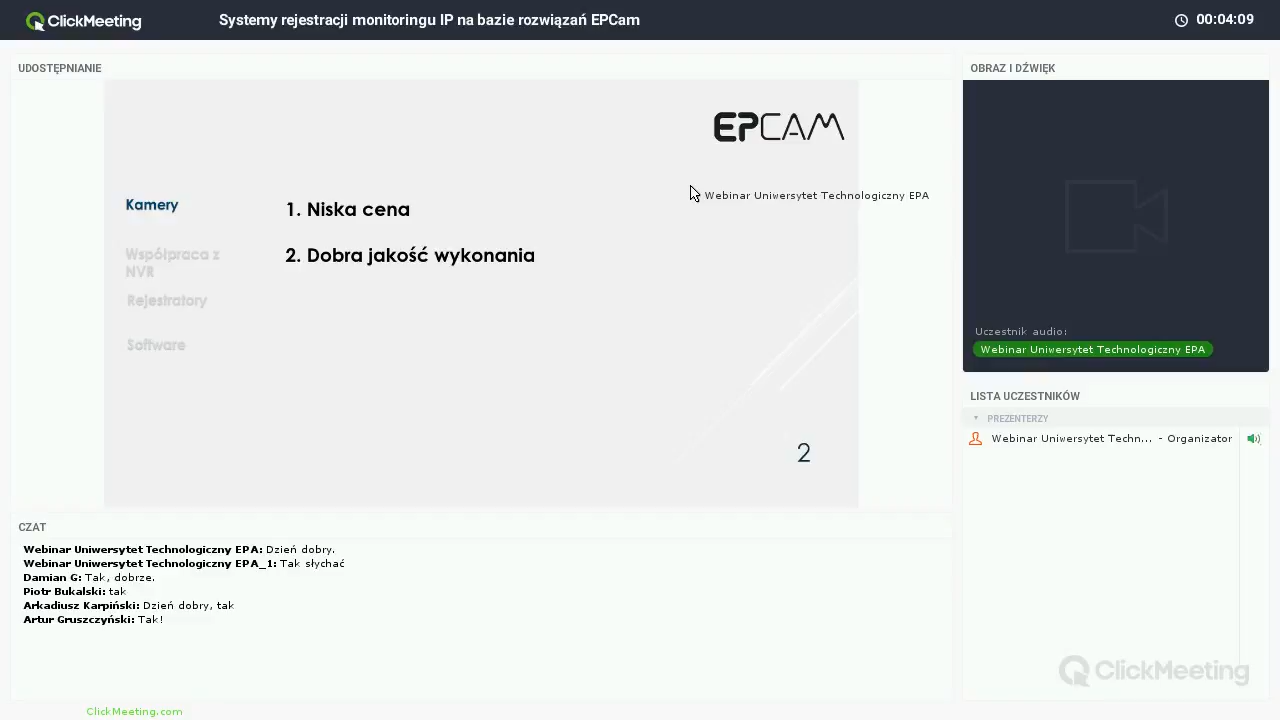 ClickMeeting
Systemy rejestracji monitoringu IP na bazie rozwiązań EPCam
00:04:09
UDOSTĘPNIANIE
EPCAM
Kamery
Współpraca z
NVR
Rejestratory
Software
1. Niska cena
2. Dobra jakość wykonania
Webinar Uniwersytet Technologiczny EPA
2
OBRAZ I DŹWIĘK
Uczestnik audio:
Webinar Uniwersytet Technologiczny EPA
LISTA UCZESTNIKÓW
PREZENTERZY
Webinar Uniwersytet Techn... - Organizator
CZAT
Webinar Uniwersytet Technologiczny EPA: Dzień dobry.
Webinar Uniwersytet Technologiczny EPA_1: Tak słychać
Damian G: Tak, dobrze.
Piotr Bukalski: tak
Arkadiusz Karpiński: Dzień dobry, tak
Artur Gruszczyński: Tak!
ClickMeeting
ClickMeeting.com